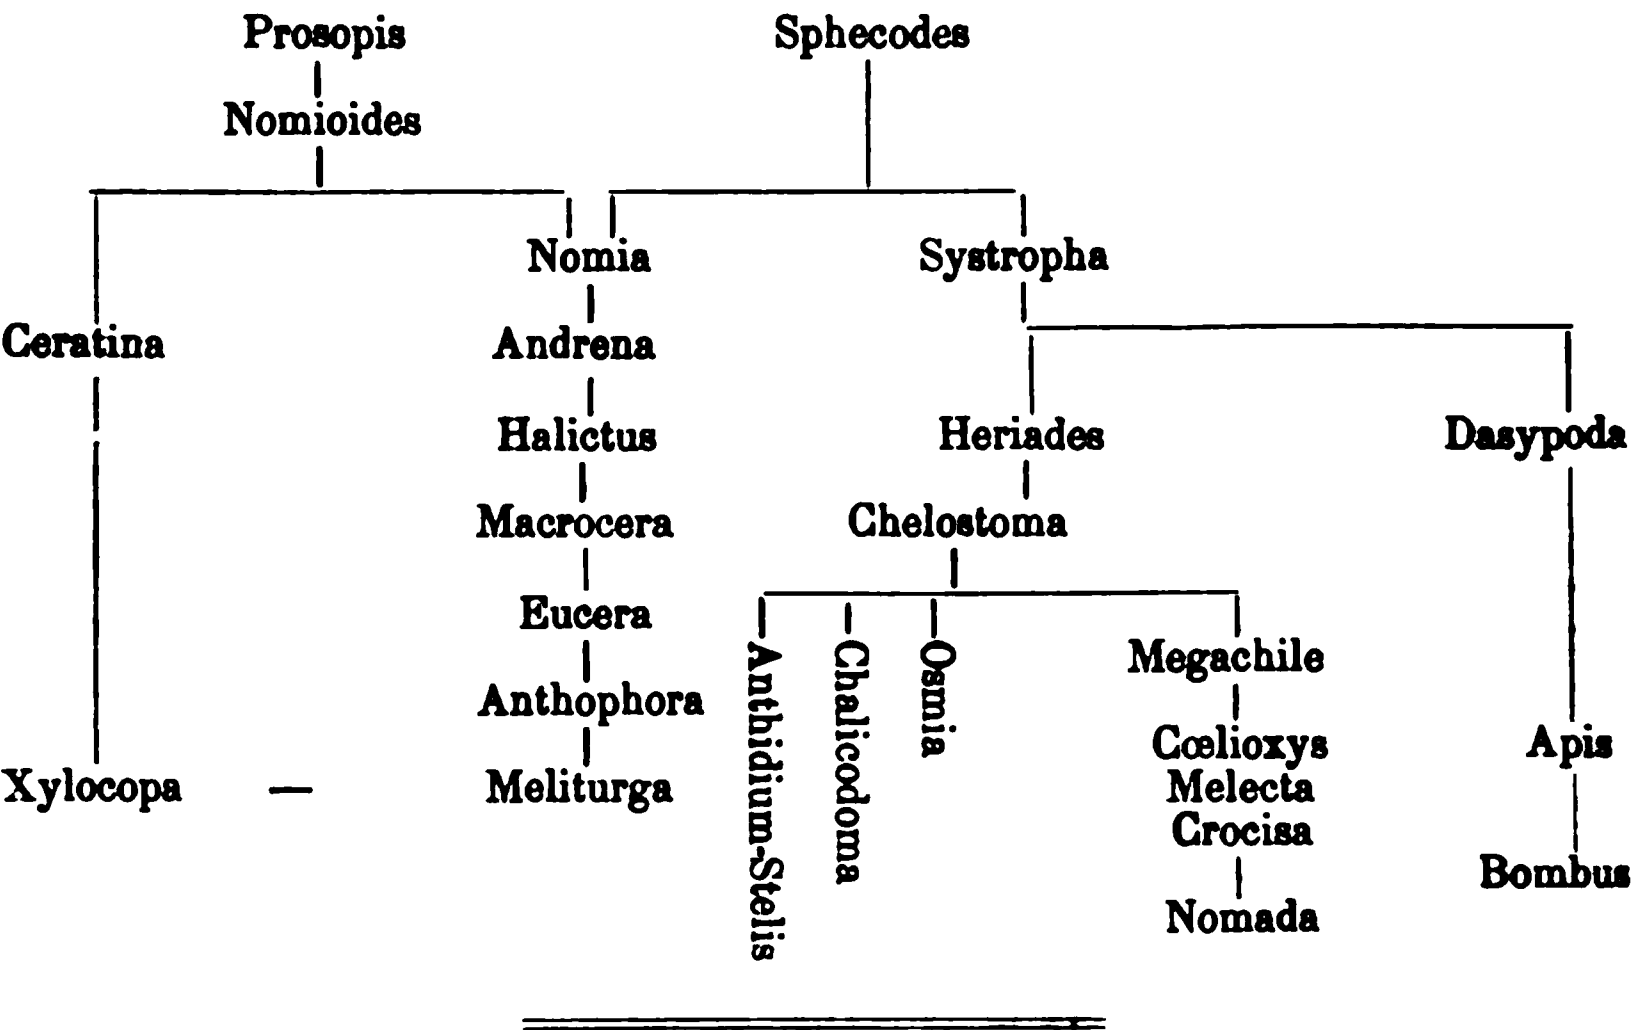 Prosopis
Sphecodes
Nomioides
Nomia
Systropha
Ceratina
Andrena
Halictus
Heriades
Dasypoda
Macrocera
Chelostoma
Eucera
Anthidium-Stelis
Chalicodoma
Osmia
Megachile
Anthophora
Cœlioxys
Apis
Xylocopa —
Meliturga
Melecta
Crocisa
Bombus
Nomada